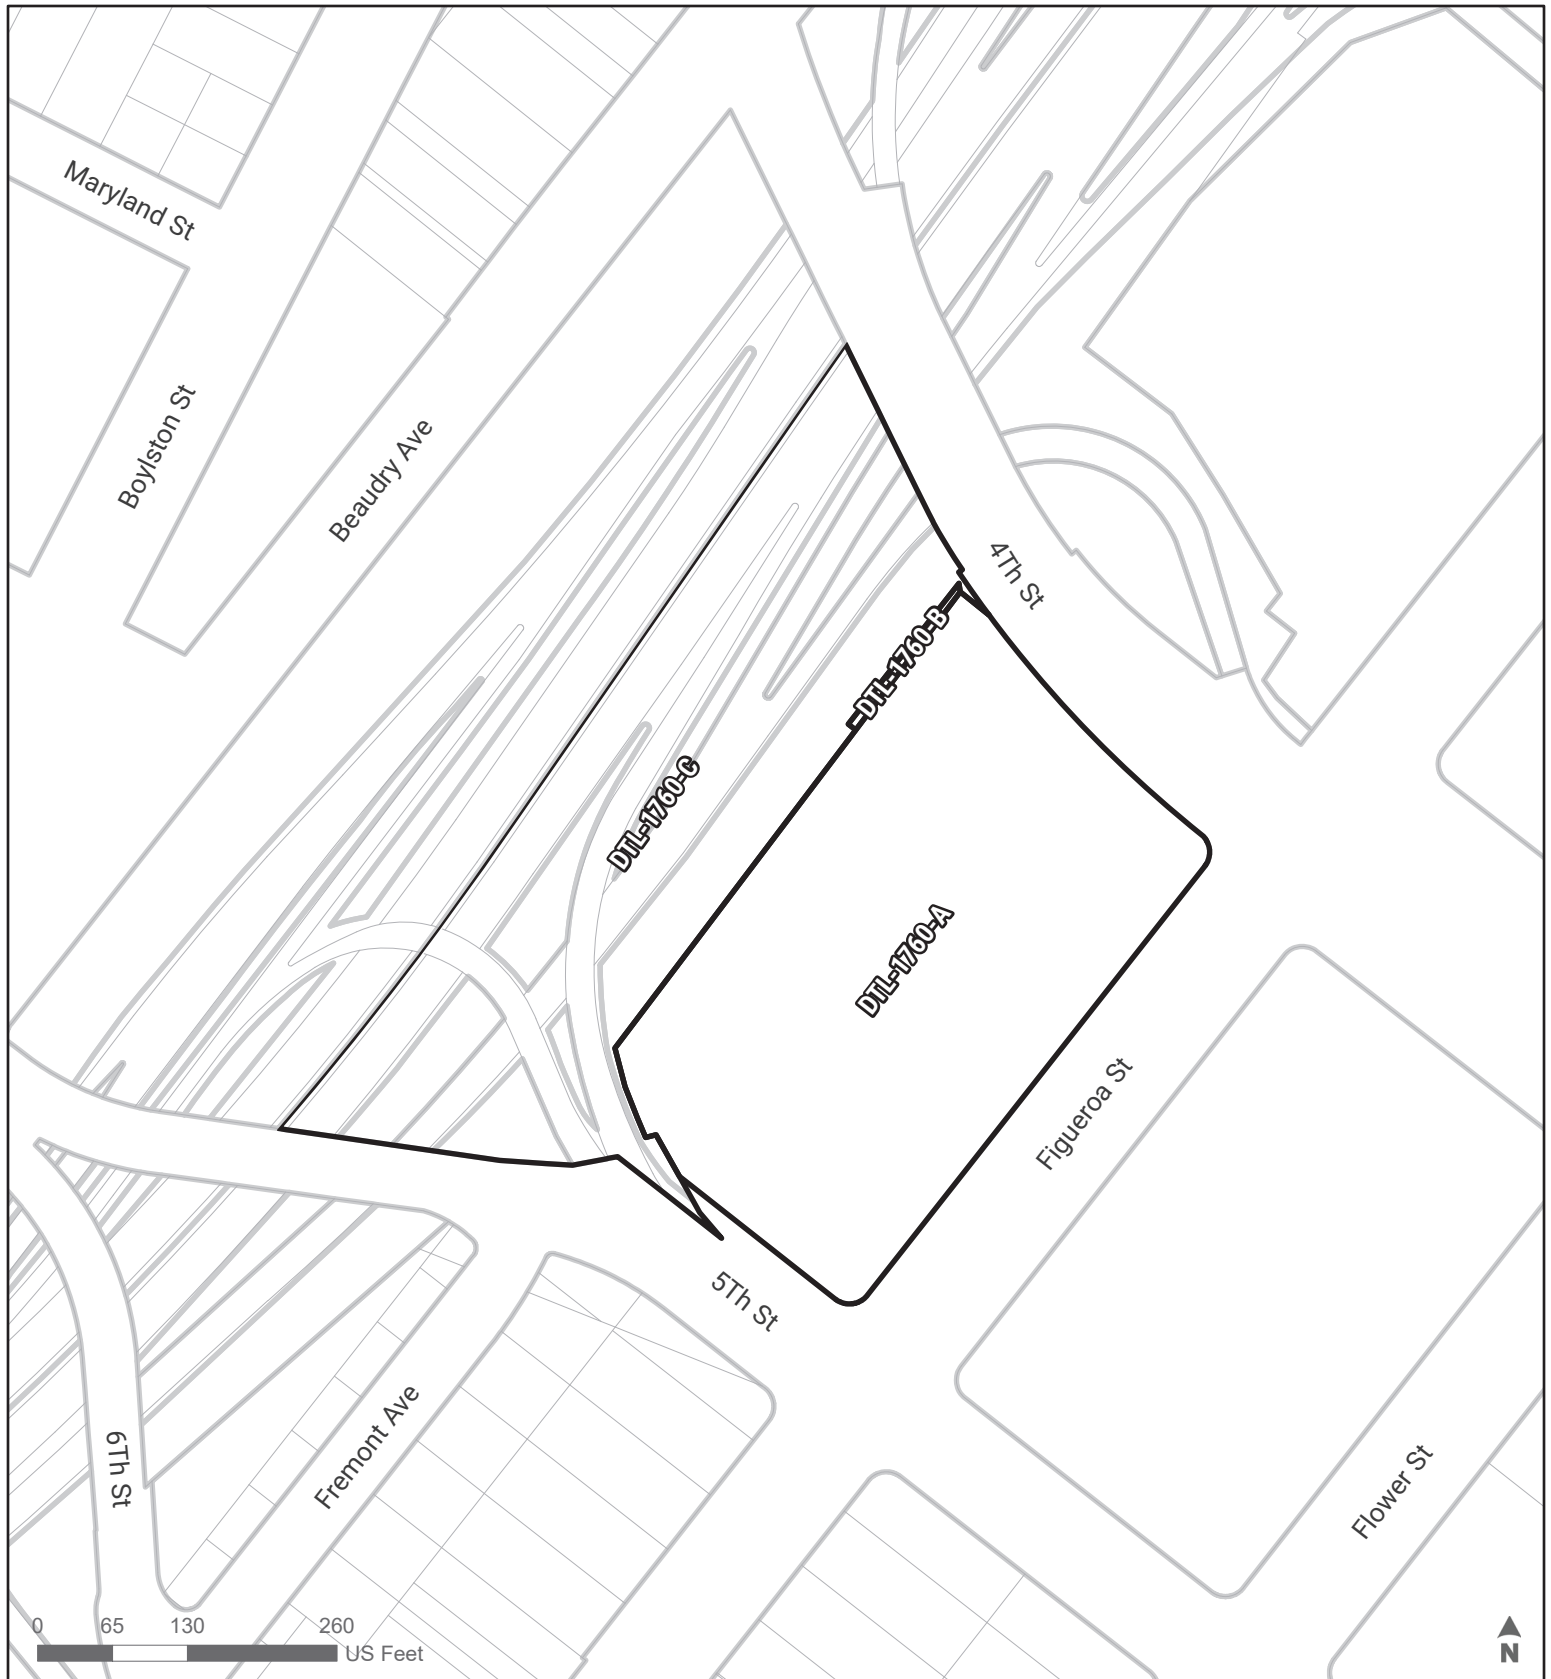 Maryland St
Boylston St
Beaudry Ave
4Th St
DTL-1760-B
DTL-1760-C
DTL-1760-A
Figueroa St
5Th St
Fremont Ave
6Th St
Flower St
0 65 130 260
US Feet
N